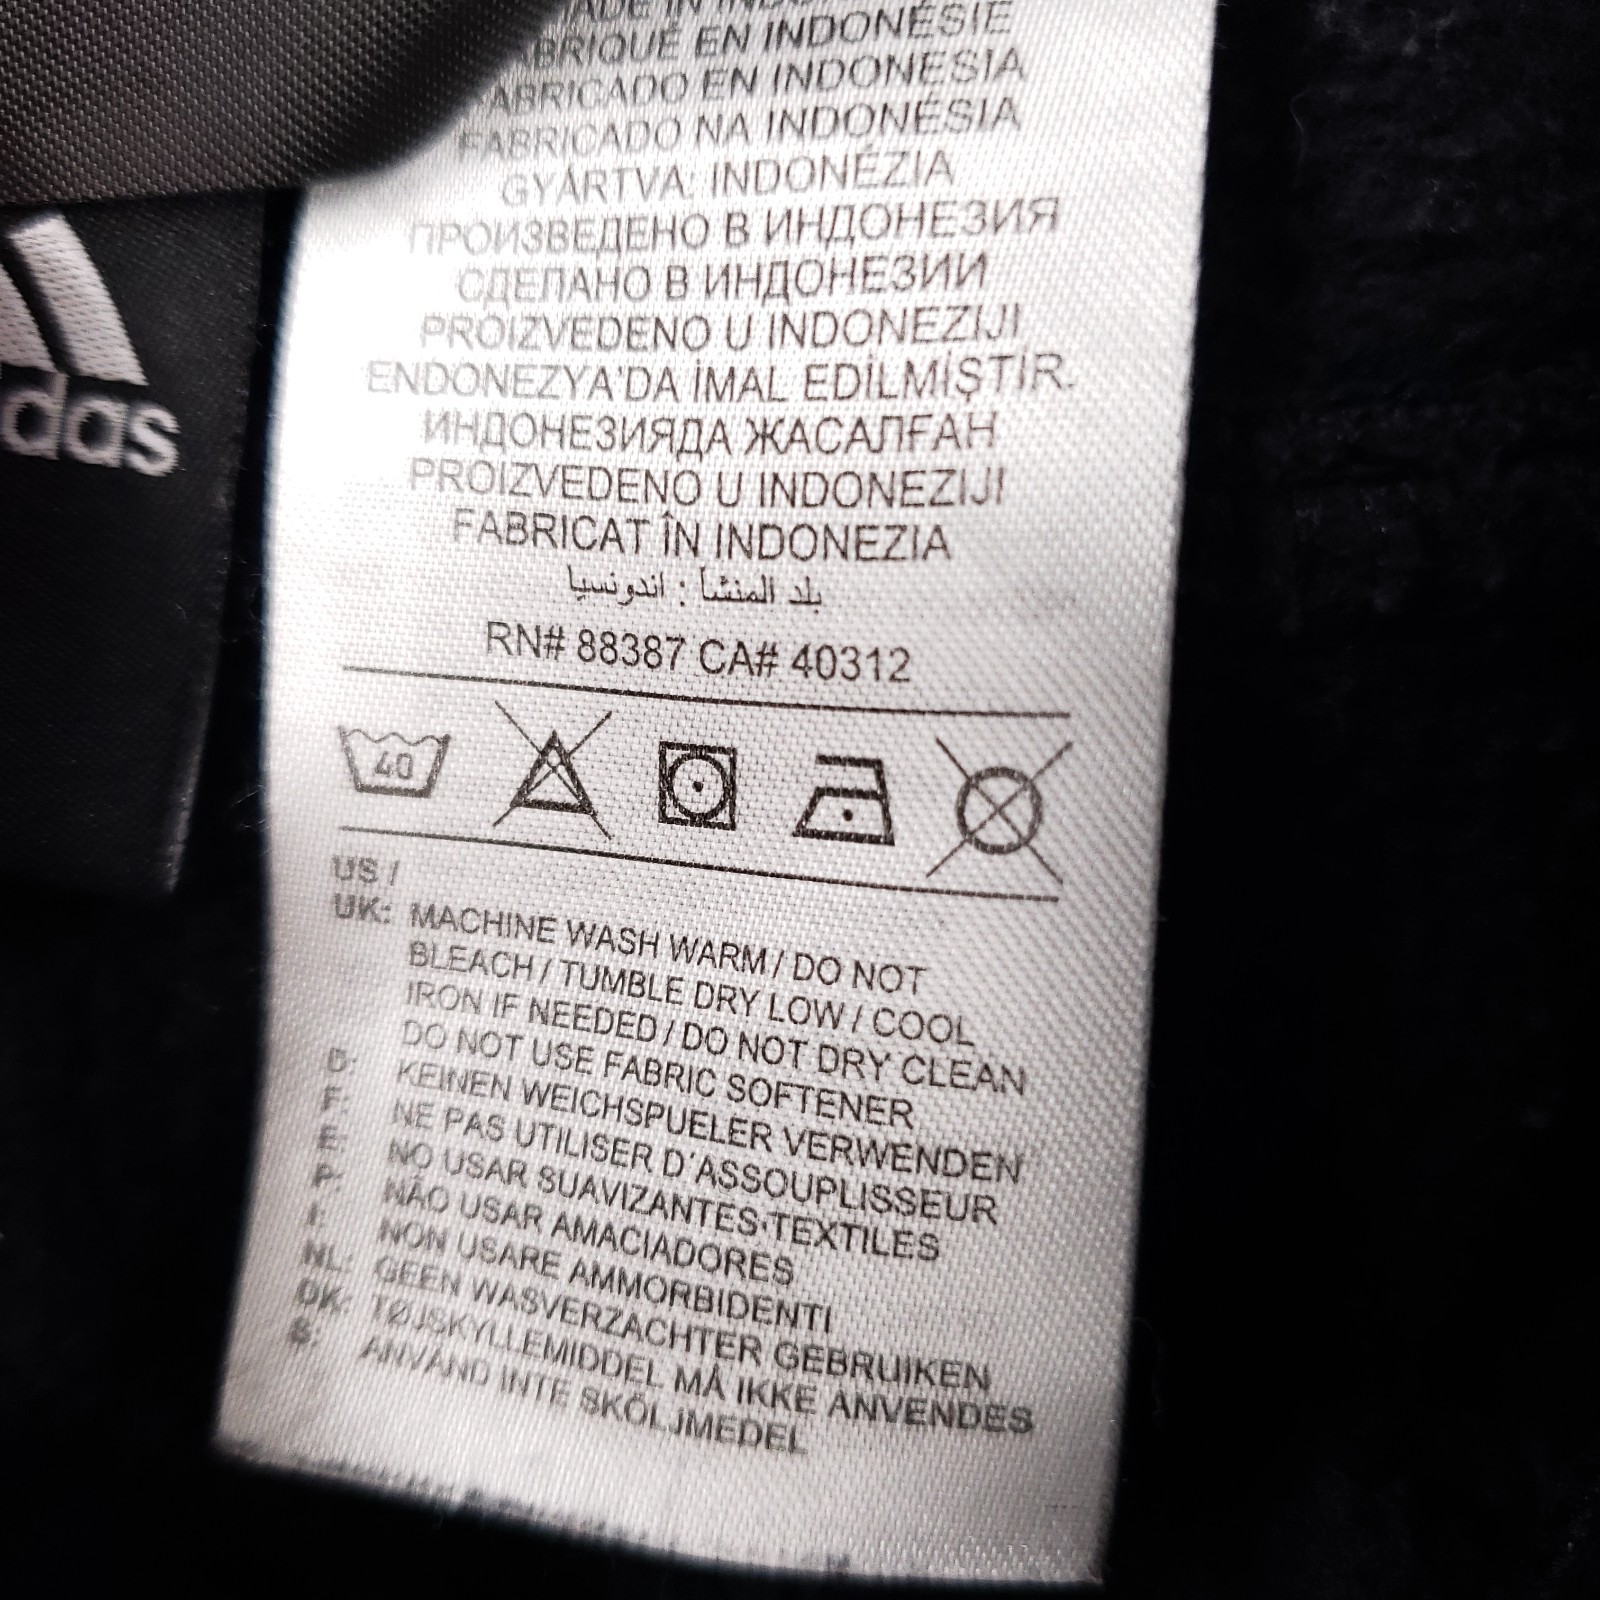 MADE IN INDONESIA
FABRIQUÉ EN INDONÉSIE
FABRICADO EN INDONESIA
FABRICADO NA INDONÉSIA
GYÁRTVA: INDONÉZIA
ПРОИЗВЕДЕНО В ИНДОНЕЗИЯ
СДЕЛАНО В ИНДОНЕЗИИ
PROIZVEDENO U INDONEZIJI
ENDONEZYA'DA İMAL EDİLMİŞTİR.
ИНДОНЕЗИЯДА ЖАСАЛҒАН
PROIZVEDENO U INDONEZIJI
FABRICAT ÎN INDONEZIA
بلد المنشأ : اندونسيا
RN# 88387 CA# 40312
40
US /
UK: MACHINE WASH WARM / DO NOT
BLEACH / TUMBLE DRY LOW / COOL
IRON IF NEEDED / DO NOT DRY CLEAN
DO NOT USE FABRIC SOFTENER
D: KEINEN WEICHSPUELER VERWENDEN
F: NE PAS UTILISER D'ASSOUPLISSEUR
E: NO USAR SUAVIZANTES·TEXTILES
P: NÃO USAR AMACIADORES
I: NON USARE AMMORBIDENTI
NL: GEEN WASVERZACHTER GEBRUIKEN
DK: TØJSKYLLEMIDDEL MÅ IKKE ANVENDES
S: ANVÄND INTE SKÖLJMEDEL
das